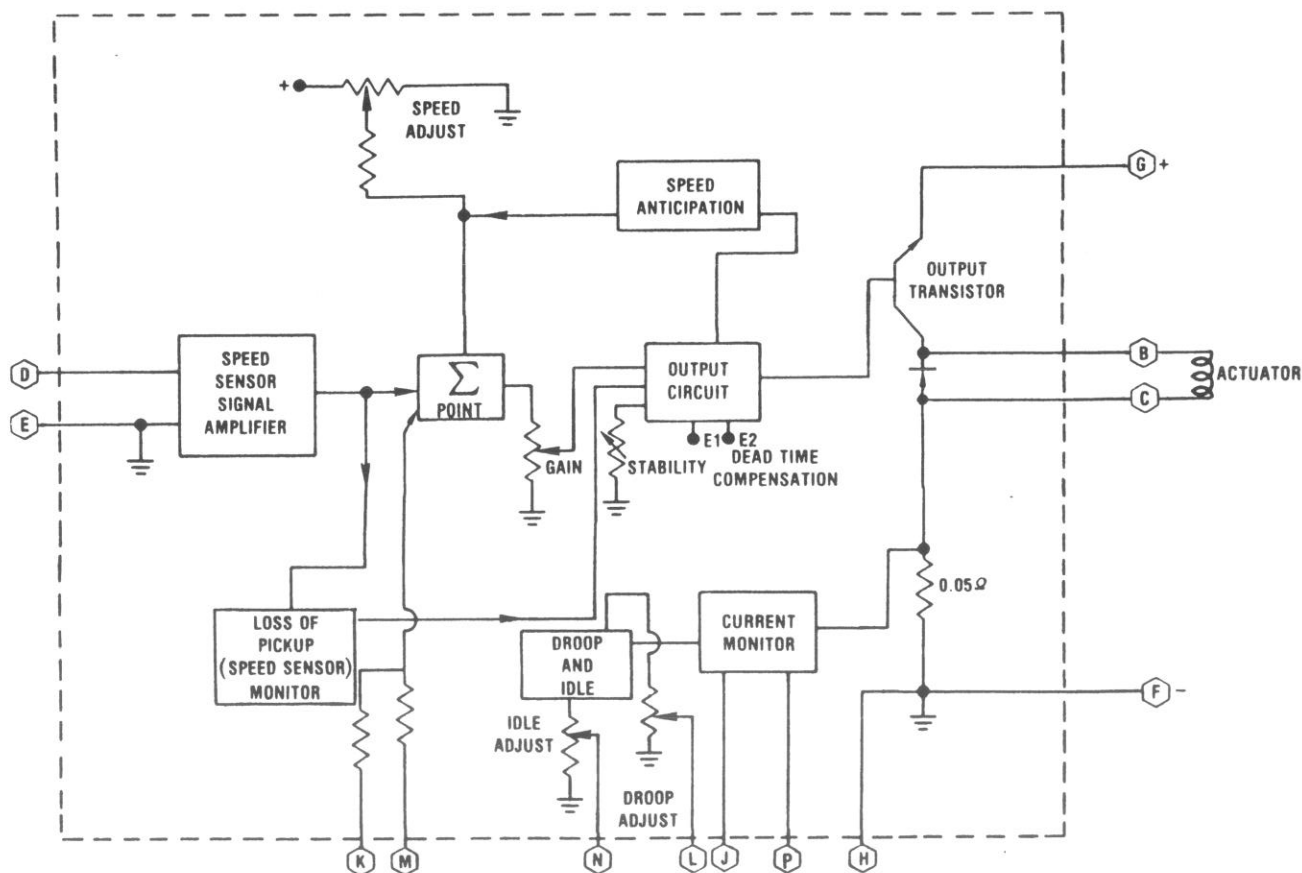 +
SPEED
ADJUST
SPEED
ANTICIPATION
G +
OUTPUT
TRANSISTOR
D
E
SPEED
SENSOR
SIGNAL
AMPLIFIER
Σ
POINT
OUTPUT
CIRCUIT
B
C
ACTUATOR
GAIN
STABILITY
E1 E2
DEAD TIME
COMPENSATION
0.05Ω
LOSS OF
PICKUP
(SPEED SENSOR)
MONITOR
DROOP
AND
IDLE
CURRENT
MONITOR
F -
IDLE
ADJUST
DROOP
ADJUST
K M N L J P H